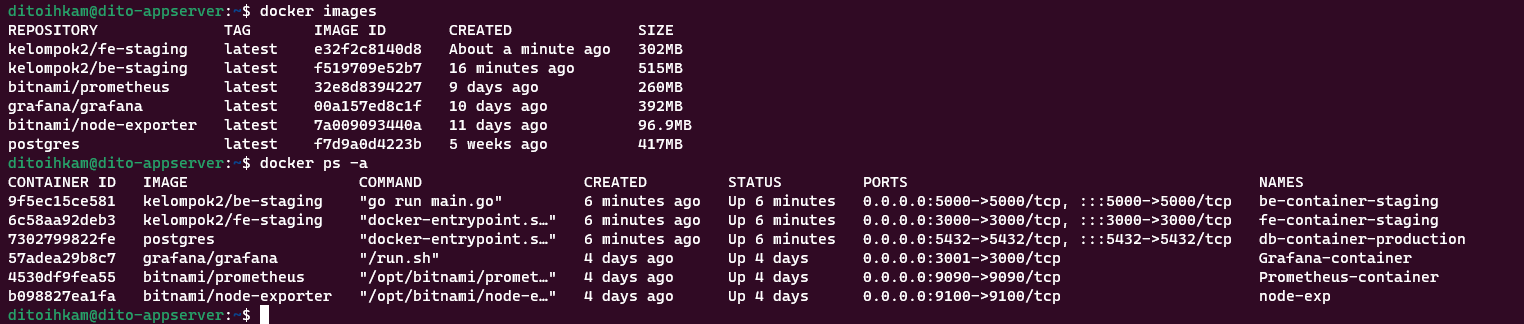 ditoihkam@dito-appserver:~$ docker images
REPOSITORY              TAG       IMAGE ID       CREATED              SIZE
kelompok2/fe-staging    latest    e32f2c8140d8   About a minute ago   302MB
kelompok2/be-staging    latest    f519709e52b7   16 minutes ago       515MB
bitnami/prometheus      latest    32e8d8394227   9 days ago           260MB
grafana/grafana         latest    00a157ed8c1f   10 days ago          392MB
bitnami/node-exporter   latest    7a009093440a   11 days ago          96.9MB
postgres                latest    f7d9a0d4223b   5 weeks ago          417MB
ditoihkam@dito-appserver:~$ docker ps -a
CONTAINER ID   IMAGE                   COMMAND                  CREATED         STATUS         PORTS                                       NAMES
9f5ec15ce581   kelompok2/be-staging    "go run main.go"         6 minutes ago   Up 6 minutes   0.0.0.0:5000->5000/tcp, :::5000->5000/tcp   be-container-staging
6c58aa92deb3   kelompok2/fe-staging    "docker-entrypoint.s…"   6 minutes ago   Up 6 minutes   0.0.0.0:3000->3000/tcp, :::3000->3000/tcp   fe-container-staging
7302799822fe   postgres                "docker-entrypoint.s…"   6 minutes ago   Up 6 minutes   0.0.0.0:5432->5432/tcp, :::5432->5432/tcp   db-container-production
57adea29b8c7   grafana/grafana         "/run.sh"                4 days ago      Up 4 days      0.0.0.0:3001->3000/tcp                      Grafana-container
4530df9fea55   bitnami/prometheus      "/opt/bitnami/promet…"   4 days ago      Up 4 days      0.0.0.0:9090->9090/tcp                      Prometheus-container
b098827ea1fa   bitnami/node-exporter   "/opt/bitnami/node-e…"   4 days ago      Up 4 days      0.0.0.0:9100->9100/tcp                      node-exp
ditoihkam@dito-appserver:~$